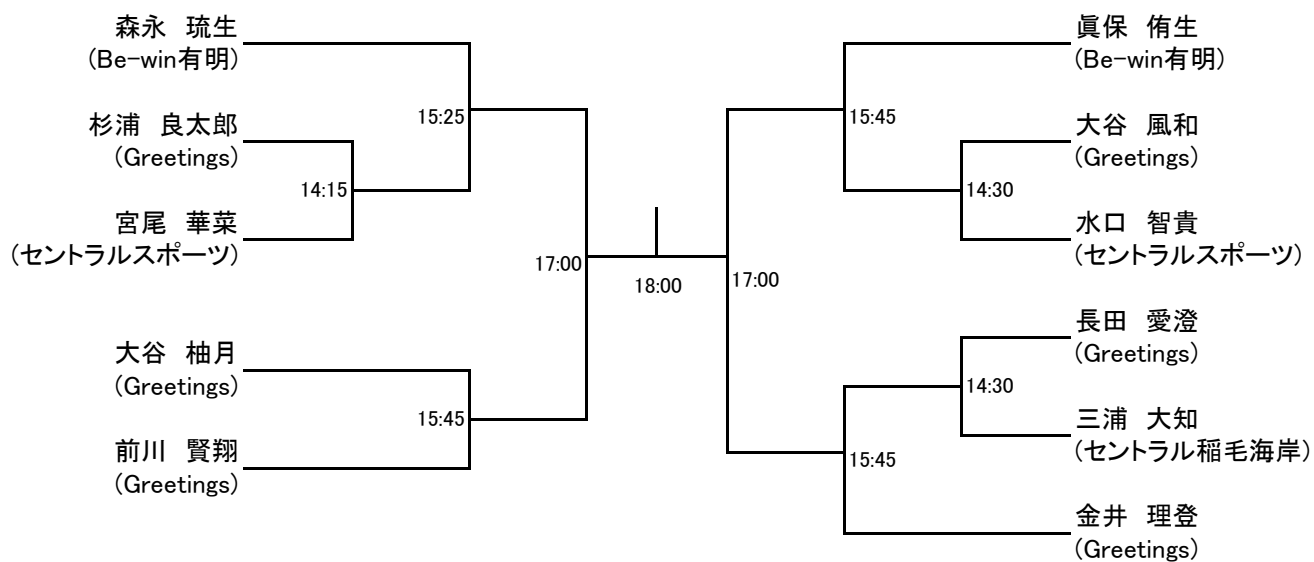 森永　琉生
(Be-win有明)
杉浦　良太郎
(Greetings)
宮尾　華菜
(セントラルスポーツ)
大谷　柚月
(Greetings)
前川　賢翔
(Greetings)
14:15
15:25
15:45
17:00
18:00
17:00
15:45
14:30
14:30
15:45
眞保　侑生
(Be-win有明)
大谷　風和
(Greetings)
水口　智貴
(セントラルスポーツ)
長田　愛澄
(Greetings)
三浦　大知
(セントラル稲毛海岸)
金井　理登
(Greetings)